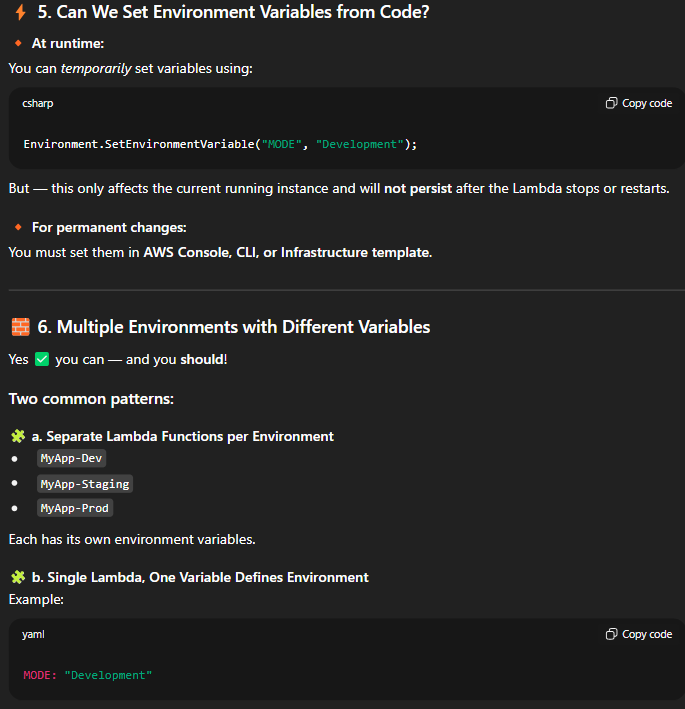 ⚡ 5. Can We Set Environment Variables from Code?
🔸 At runtime:
You can temporarily set variables using:
csharp
Copy code
Environment.SetEnvironmentVariable("MODE", "Development");
But — this only affects the current running instance and will not persist after the Lambda stops or restarts.
🔸 For permanent changes:
You must set them in AWS Console, CLI, or Infrastructure template.
🧱 6. Multiple Environments with Different Variables
Yes ✅ you can — and you should!
Two common patterns:
🧩 a. Separate Lambda Functions per Environment
• MyApp-Dev
• MyApp-Staging
• MyApp-Prod
Each has its own environment variables.
🧩 b. Single Lambda, One Variable Defines Environment
Example:
yaml
Copy code
MODE: "Development"